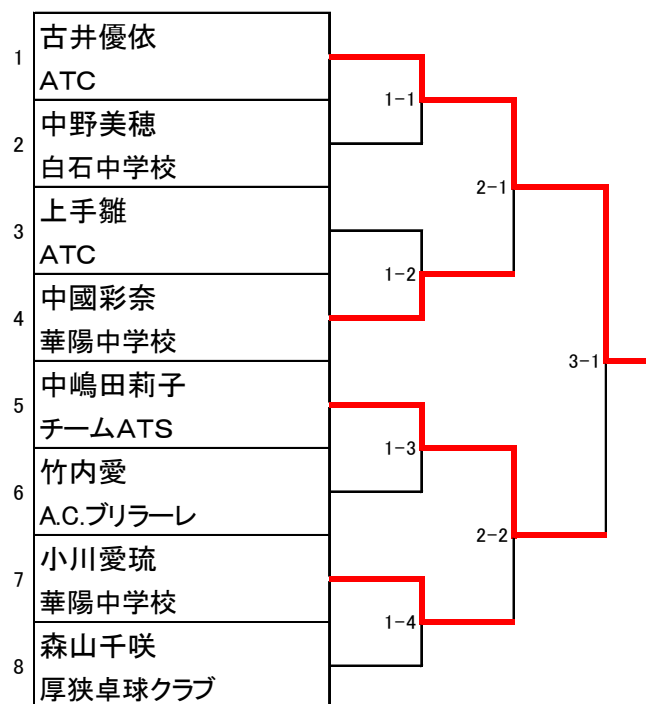 1
古井優依
ATC
2
中野美穂
白石中学校
3
上手雛
ATC
4
中國彩奈
華陽中学校
5
中嶋田莉子
チームATS
6
竹内愛
A.C.ブリラーレ
7
小川愛琉
華陽中学校
8
森山千咲
厚狭卓球クラブ
1-1
1-2
1-3
1-4
2-1
2-2
3-1